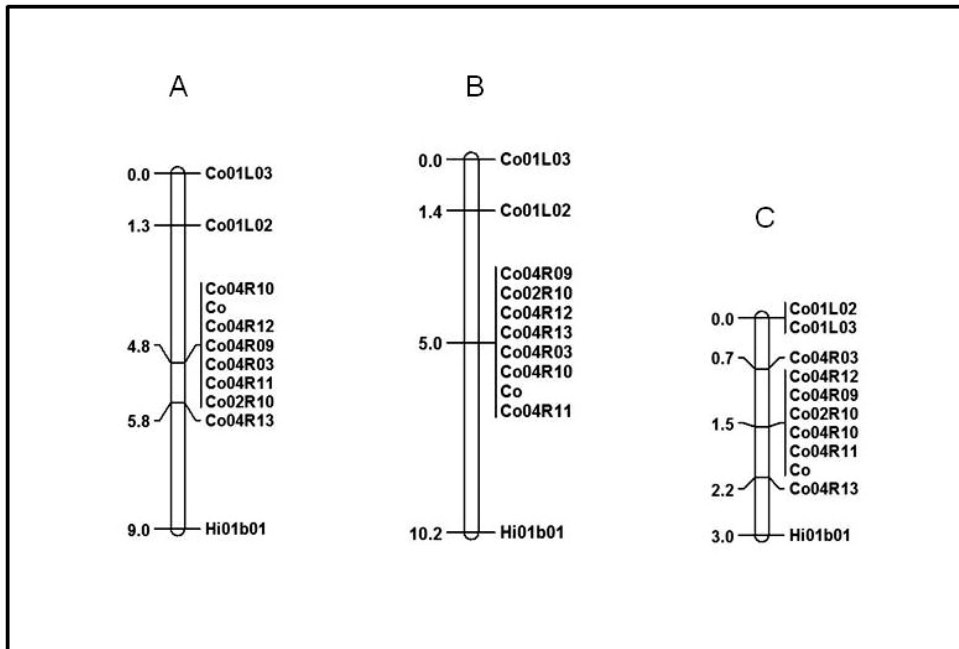 A
0.0 Co01L03
1.3 Co01L02
Co04R10
Co
Co04R12
4.8 Co04R09
Co04R03
Co04R11
Co02R10
5.8 Co04R13
9.0 Hi01b01
B
0.0 Co01L03
1.4 Co01L02
Co04R09
Co02R10
Co04R12
Co04R13
5.0 Co04R03
Co04R10
Co
Co04R11
10.2 Hi01b01
C
0.0 Co01L02
Co01L03
0.7 Co04R03
Co04R12
Co04R09
1.5 Co02R10
Co04R10
Co04R11
Co
2.2 Co04R13
3.0 Hi01b01